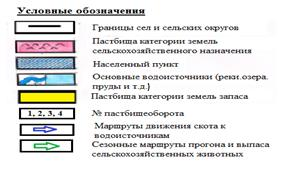 Условные обозначения
Границы сел и сельских округов
Пастбища категории земель
сельскохозяйственного назначения
Населенный пункт
Основные водоисточники (реки.озера.
пруды и т.д.)
Пастбища категории земель запаса
1, 2, 3, 4 № пастбищеоборота
Маршруты движения скота к
водоисточникам
Сезонные маршруты прогона и выпаса
сельскохозяйственных животных